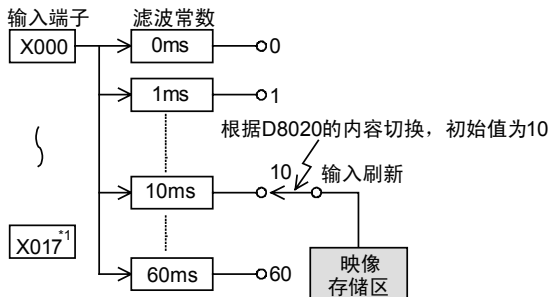 输入端子 滤波常数
X000 0ms 0
1ms 1
根据D8020的内容切换，初始值为10
10 输入刷新
10ms
X017*1
60ms 60
映像
存储区